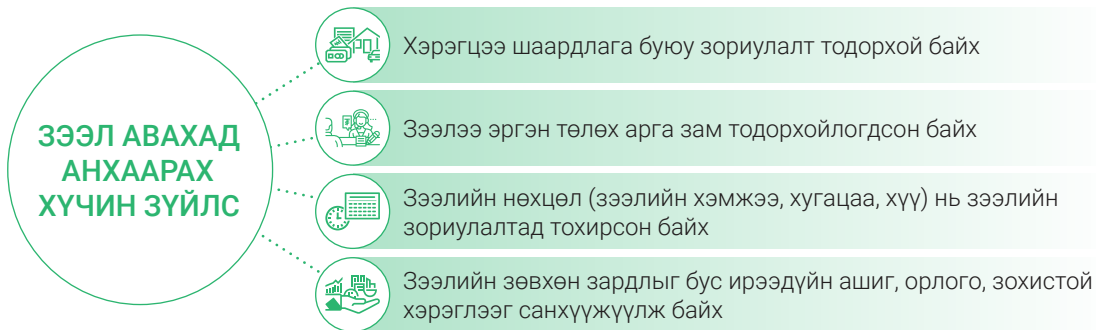 ЗЭЭЛ АВАХАД
АНХААРАХ
ХҮЧИН ЗҮЙЛС
Хэрэгцээ шаардлага буюу зориулалт тодорхой байх
Зээлээ эргэн төлөх арга зам тодорхойлогдсон байх
Зээлийн нөхцөл (зээлийн хэмжээ, хугацаа, хүү) нь зээлийн
зориулалтад тохирсон байх
Зээлийн зөвхөн зардлыг бус ирээдүйн ашиг, орлого, зохистой
хэрэглээг санхүүжүүлж байх